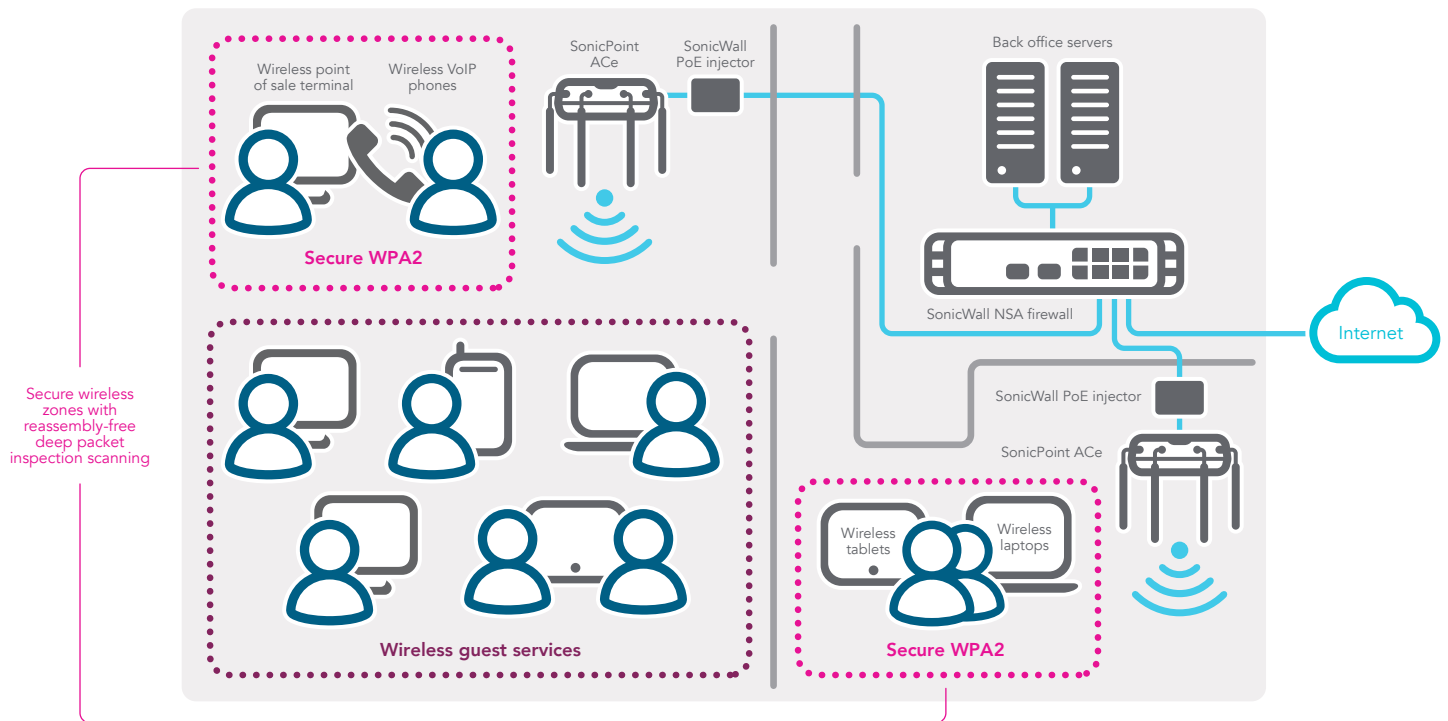 Wireless point
of sale terminal
Wireless VoIP
phones
Secure WPA2
SonicPoint
ACe
SonicWall
PoE injector
Back office servers
SonicWall NSA firewall
Internet
Secure wireless
zones with
reassembly-free
deep packet
inspection scanning
SonicWall PoE injector
SonicPoint ACe
Wireless guest services
Wireless
tablets
Wireless
laptops
Secure WPA2